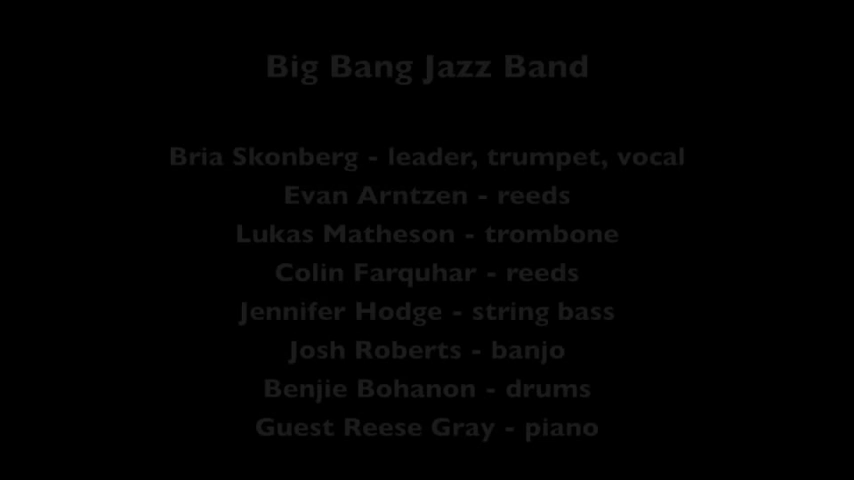 Big Bang Jazz Band
Bria Skonberg - leader, trumpet, vocal
Evan Arntzen - reeds
Lukas Matheson - trombone
Colin Farquhar - reeds
Jennifer Hodge - string bass
Josh Roberts - banjo
Benjie Bohanon - drums
Guest Reese Gray - piano